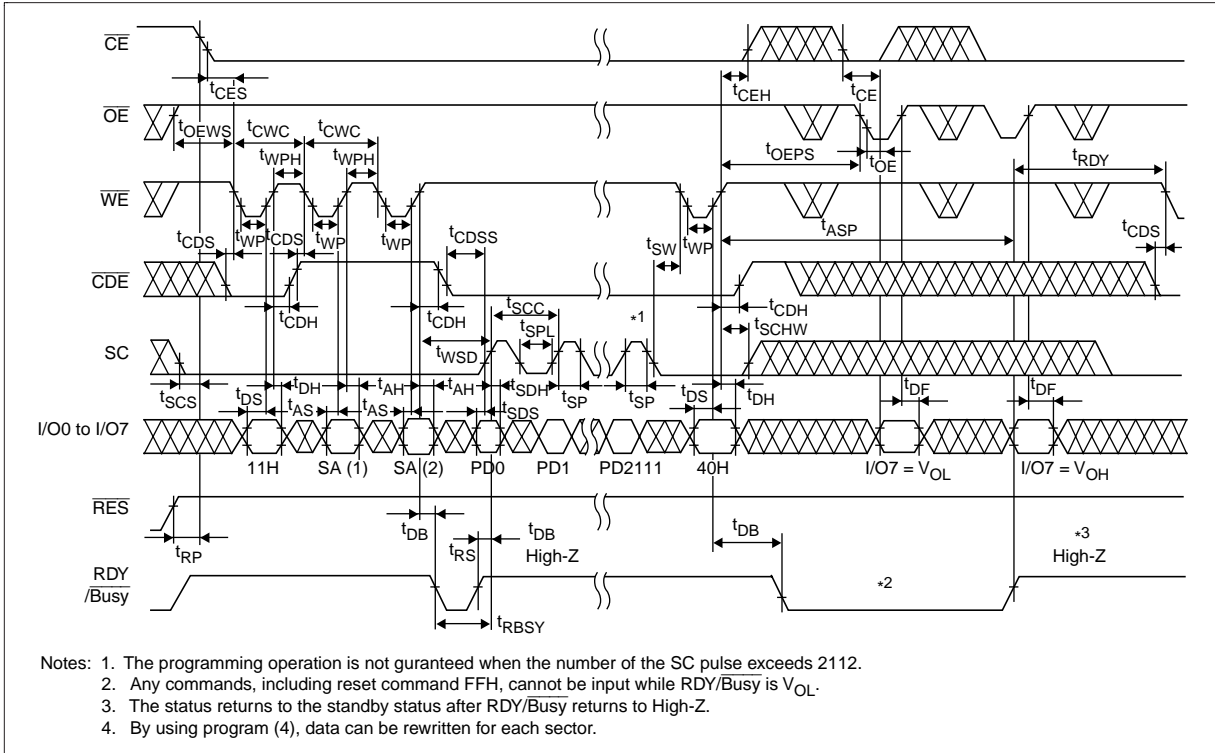 CE
tCES tCEH tCE
OE
tOEWS tCWC tCWC
tWPH tWPH tOEPS tOE tRDY
WE
tCDS tWP tCDS tWP tWP tCDSS tSW tWP tASP tCDS
CDE
tCDH tCDH tSCC *1 tCDH
tSPL tSCHW
SC
tWSD
tSCS tDS tDH tAH tAH tSDH tSP tSP tDS tDH tDF tDF
tAS tAS tSDS
I/O0 to I/O7
11H SA (1) SA (2) PD0 PD1 PD2111 40H I/O7 = VOL I/O7 = VOH
RES
tRP tDB tRS tDB tDB *3
High-Z High-Z
RDY
/Busy *2
tRBSY
Notes: 1. The programming operation is not guranteed when the number of the SC pulse exceeds 2112.
2. Any commands, including reset command FFH, cannot be input while RDY/Busy is VOL.
3. The status returns to the standby status after RDY/Busy returns to High-Z.
4. By using program (4), data can be rewritten for each sector.